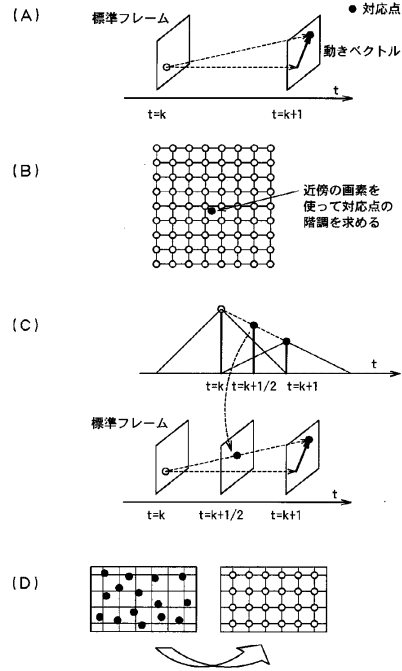 (A)
標準フレーム
● 対応点
動きベクトル
t
t=k
t=k+1
(B)
近傍の画素を
使って対応点の
階調を求める
(C)
t
t=k
t=k+1/2
t=k+1
標準フレーム
t
t=k
t=k+1/2
t=k+1
(D)